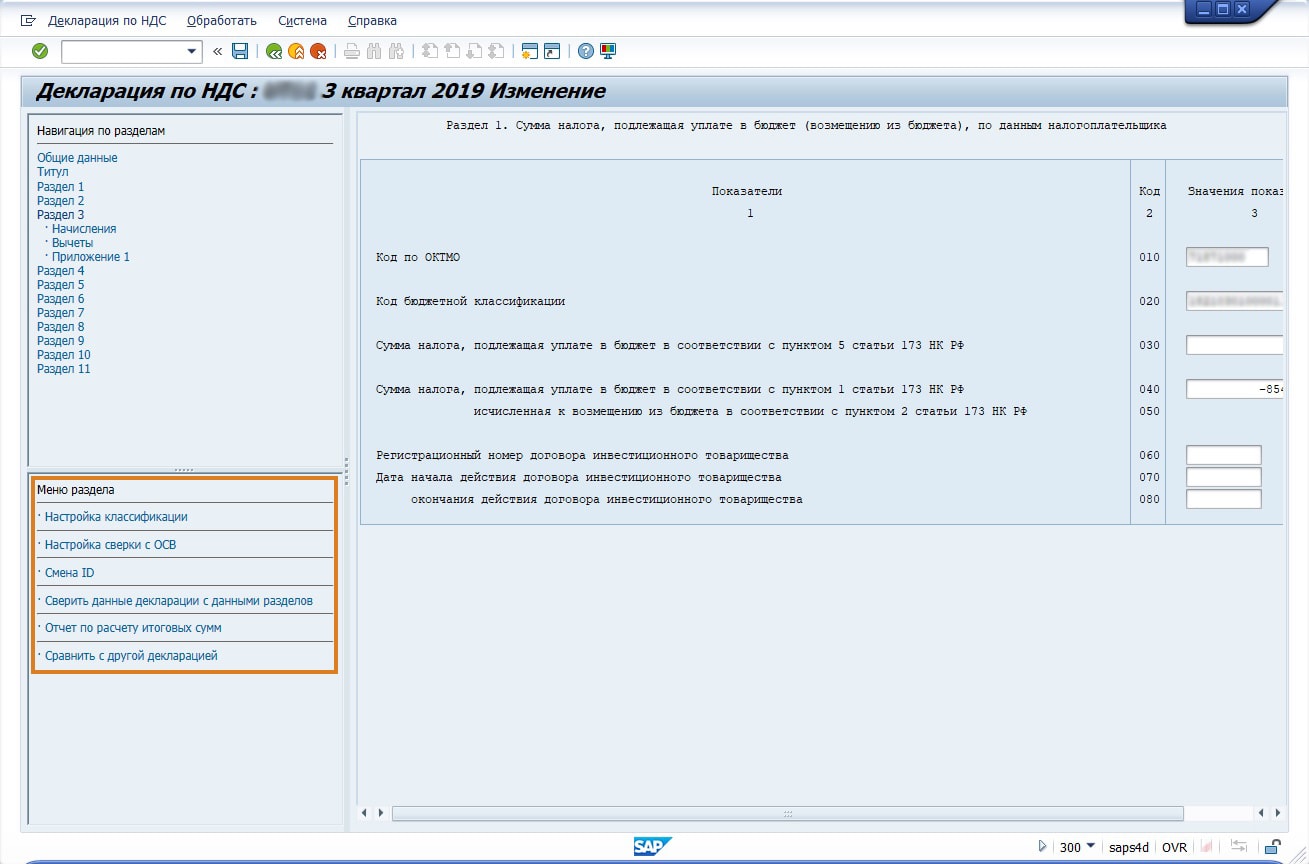 Декларация по НДС Обработать Система Справка
Декларация по НДС : 3 квартал 2019 Изменение
Навигация по разделам
Общие данные
Титул
Раздел 1
Раздел 2
Раздел 3
· Начисления
· Вычеты
· Приложение 1
Раздел 4
Раздел 5
Раздел 6
Раздел 7
Раздел 8
Раздел 9
Раздел 10
Раздел 11
Меню раздела
· Настройка классификации
· Настройка сверки с ОСВ
· Смена ID
· Сверить данные декларации с данными разделов
· Отчет по расчету итоговых сумм
· Сравнить с другой декларацией
Раздел 1. Сумма налога, подлежащая уплате в бюджет (возмещению из бюджета), по данным налогоплательщика
Показатели Код Значения показ
1 2 3
Код по ОКТМО 010
Код бюджетной классификации 020
Сумма налога, подлежащая уплате в бюджет в соответствии с пунктом 5 статьи 173 НК РФ 030
Сумма налога, подлежащая уплате в бюджет в соответствии с пунктом 1 статьи 173 НК РФ 040 -854
исчисленная к возмещению из бюджета в соответствии с пунктом 2 статьи 173 НК РФ 050
Регистрационный номер договора инвестиционного товарищества 060
Дата начала действия договора инвестиционного товарищества 070
окончания действия договора инвестиционного товарищества 080
SAP 300 saps4d OVR